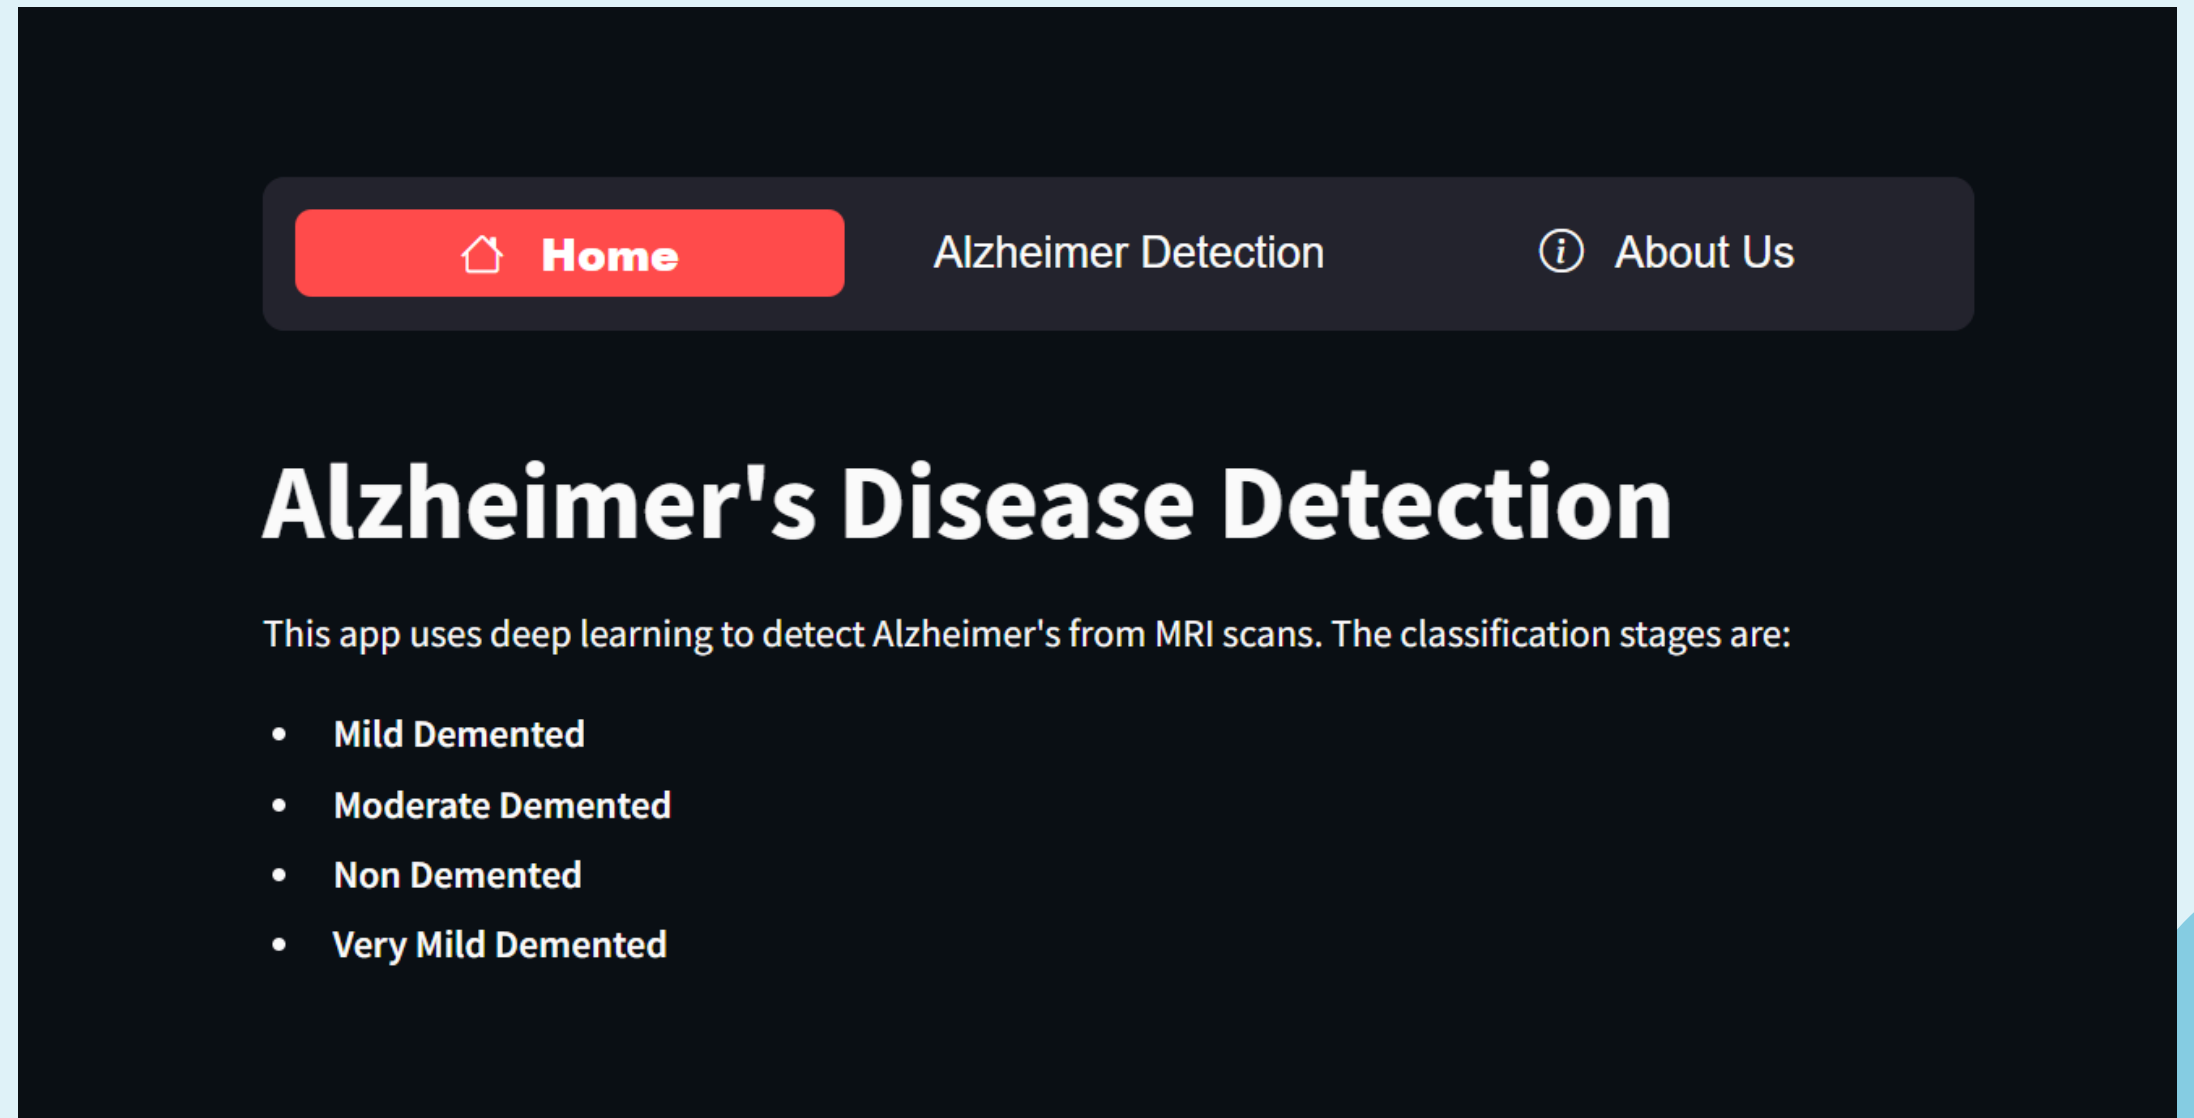 Home Alzheimer Detection About Us
Alzheimer's Disease Detection
This app uses deep learning to detect Alzheimer's from MRI scans. The classification stages are:
• Mild Demented
• Moderate Demented
• Non Demented
• Very Mild Demented